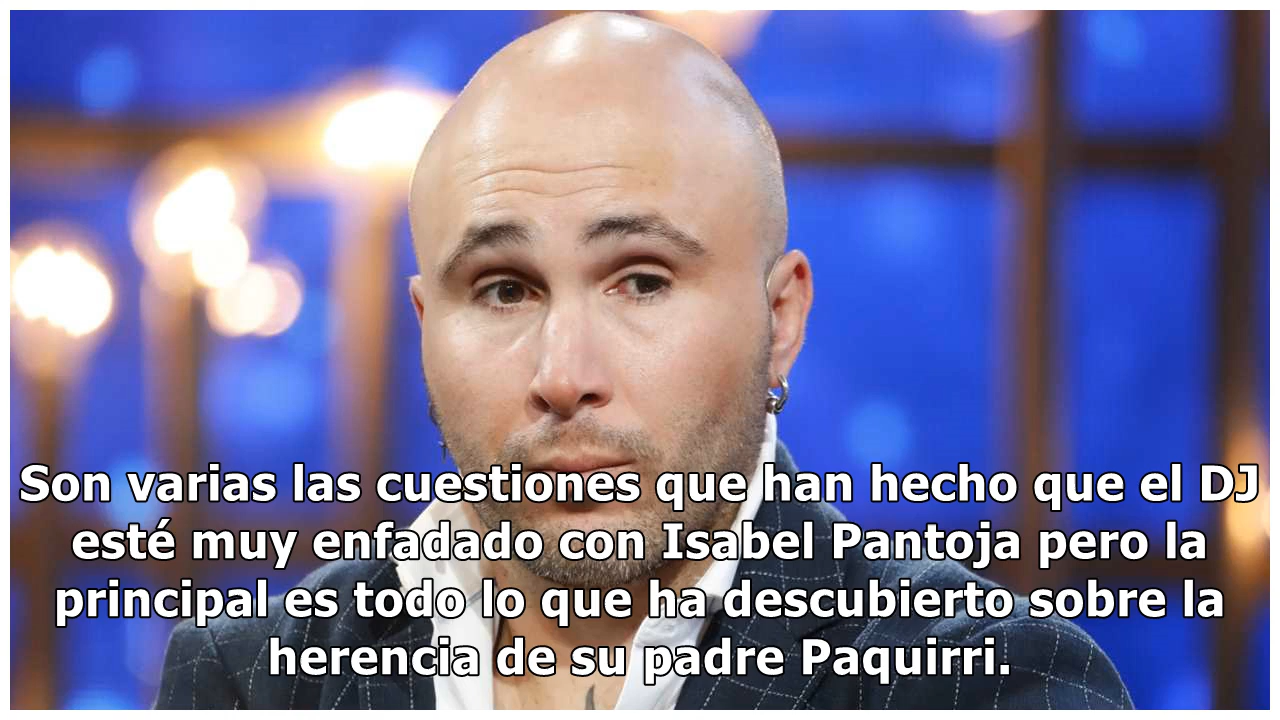 Son varias las cuestiones que han hecho que el DJ
esté muy enfadado con Isabel Pantoja pero la
principal es todo lo que ha descubierto sobre la
herencia de su padre Paquirri.